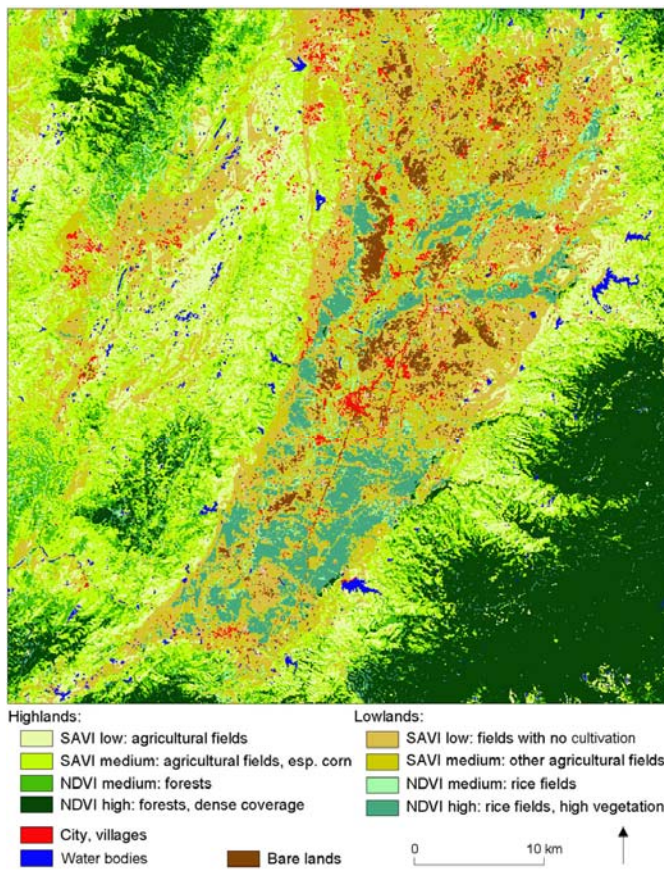 Highlands:
SAVI low: agricultural fields
SAVI medium: agricultural fields, esp. corn
NDVI medium: forests
NDVI high: forests, dense coverage
City, villages
Water bodies
Lowlands:
SAVI low: fields with no cultivation
SAVI medium: other agricultural fields
NDVI medium: rice fields
NDVI high: rice fields, high vegetation
Bare lands
0 10 km